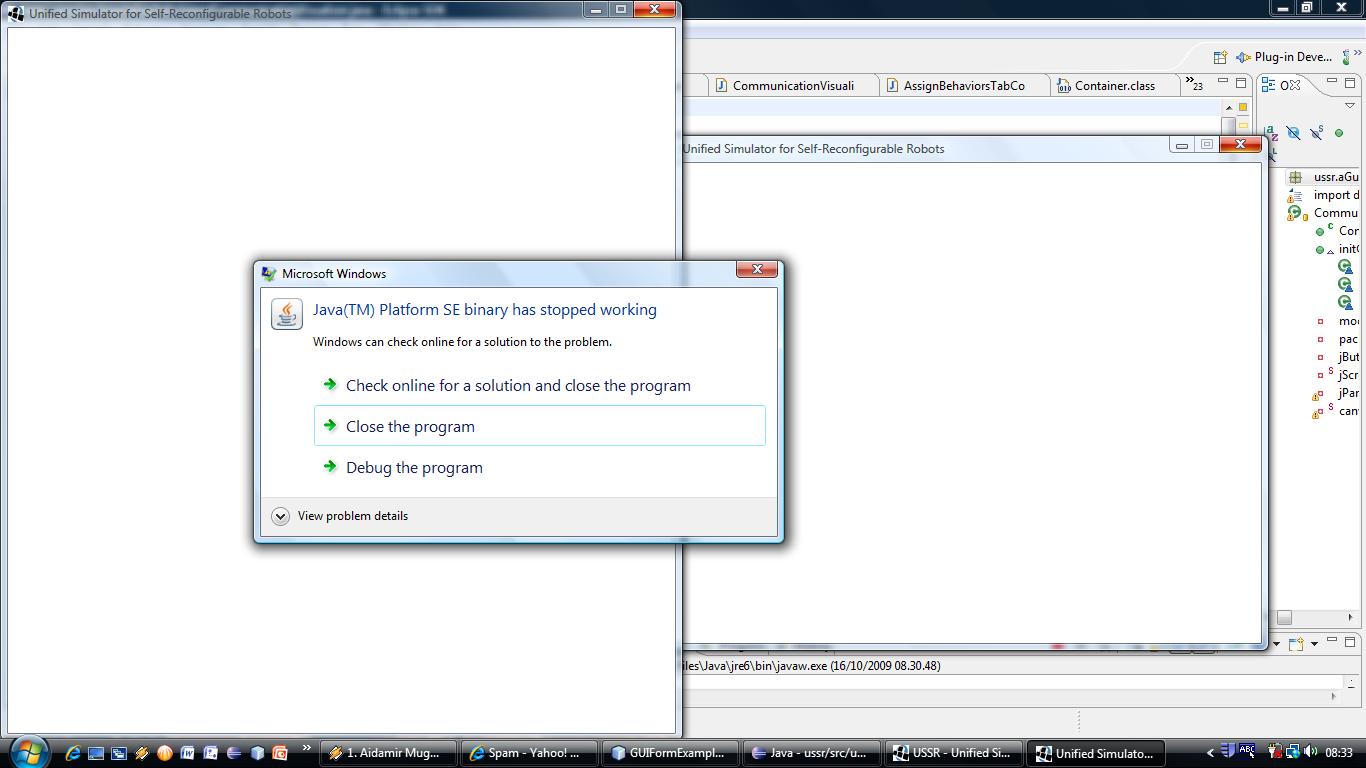 Unified Simulator for Self-Reconfigurable Robots
Plug-in Deve...
CommunicationVisuali
AssignBehaviorsTabCo
Container.class
23
Unified Simulator for Self-Reconfigurable Robots
ussr.aGu
import d
Commu
Cor
initC
mod
pac
jBut
jScr
jPar
can
Microsoft Windows
Java(TM) Platform SE binary has stopped working
Windows can check online for a solution to the problem.
Check online for a solution and close the program
Close the program
Debug the program
View problem details
iles\Java\jre6\bin\javaw.exe (16/10/2009 08.30.48)
1. Aidamir Mug...
Spam - Yahoo! ...
GUIFormExampl...
Java - ussr/src/u...
USSR - Unified Si...
Unified Simulato...
ABC
08:33